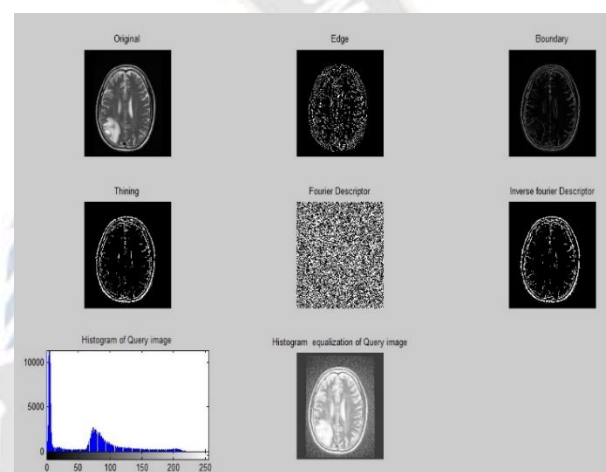 Original
Edge
Boundary
Thining
Fourier Descriptor
Inverse fourier Descriptor
Histogram of Query image
Histogram equalization of Query image
10000
5000
0
0 50 100 150 200 250